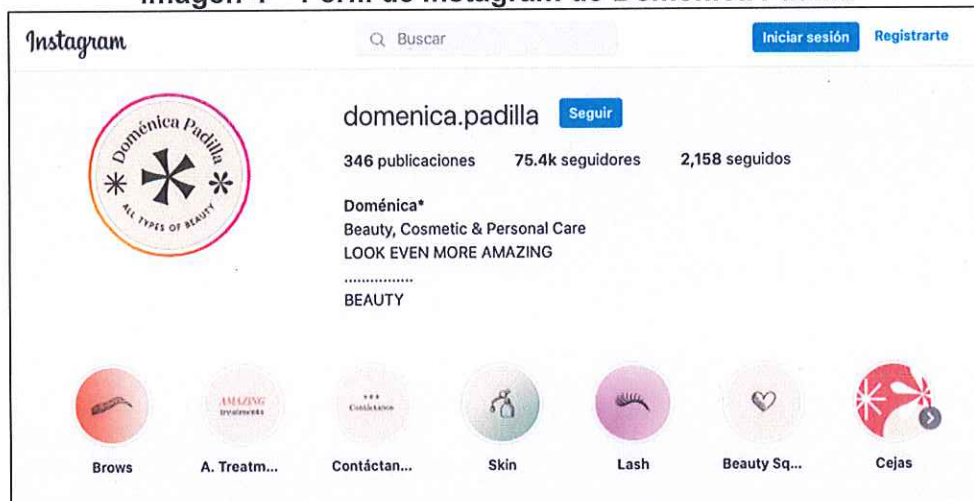 Instagram
Buscar
Iniciar sesión
Registrarte
Doménica Padilla
ALL TYPES OF BEAUTY
domenica.padilla
Seguir
346 publicaciones 75.4k seguidores 2,158 seguidos
Doménica*
Beauty, Cosmetic & Personal Care
LOOK EVEN MORE AMAZING
................
BEAUTY
AMAZING
treatments
Contáctanos
Brows A. Treatm... Contáctan... Skin Lash Beauty Sq... Cejas